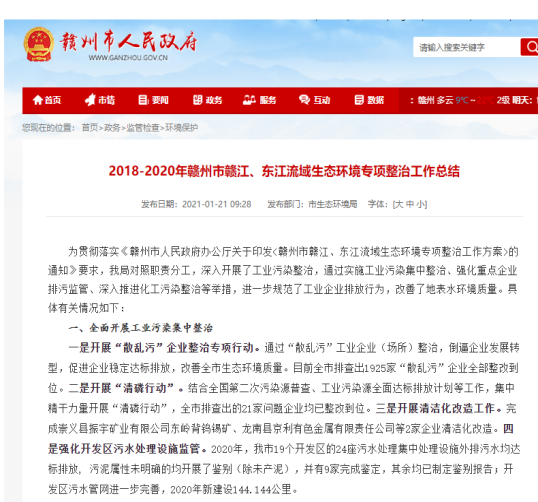 赣州市人民政府
WWW.GANZHOU.GOV.CN
请输入搜索关键字
首页 市情 要闻 政务 服务 互动 数据 : 赣州 多云 9℃~ 2级 明天:
您现在的位置: 首页>政务>监管检查>环境保护
2018-2020年赣州市赣江、东江流域生态环境专项整治工作总结
发布日期: 2021-01-21 09:28 发布部门: 市生态环境局 字体: [大 中 小]
为贯彻落实《赣州市人民政府办公厅关于印发<赣州市赣江、东江流域生态环境专项整治工作方案>的
通知》要求，我局对照职责分工，深入开展了工业污染整治，通过实施工业污染集中整治、强化重点企业
排污监管、深入推进化工污染整治等举措，进一步规范了工业企业排放行为，改善了地表水环境质量。具
体有关情况如下：
一、全面开展工业污染集中整治
一是开展“散乱污”企业整治专项行动。通过“散乱污”工业企业（场所）整治，倒逼企业发展转
型，促进企业稳定达标排放，改善全市生态环境质量。目前全市排查出1925家“散乱污”企业全部整改到
位。二是开展“清磷行动”。结合全国第二次污染源普查、工业污染源全面达标排放计划等工作，集中
精干力量开展“清磷行动”，全市排查出的21家问题企业均已整改到位。三是开展清洁化改造工作。完
成崇义县振宇矿业有限公司东岭背钨锡矿、龙南县京利有色金属有限责任公司等2家企业清洁化改造。四
是强化开发区污水处理设施监管。2020年，我市19个开发区的24座污水处理集中处理设施外排污水均达
标排放，污泥属性未明确的均开展了鉴别（除未产泥），并有9家完成鉴定，其余均已制定鉴别报告；开
发区污水管网进一步完善，2020年新建设144.144公里。